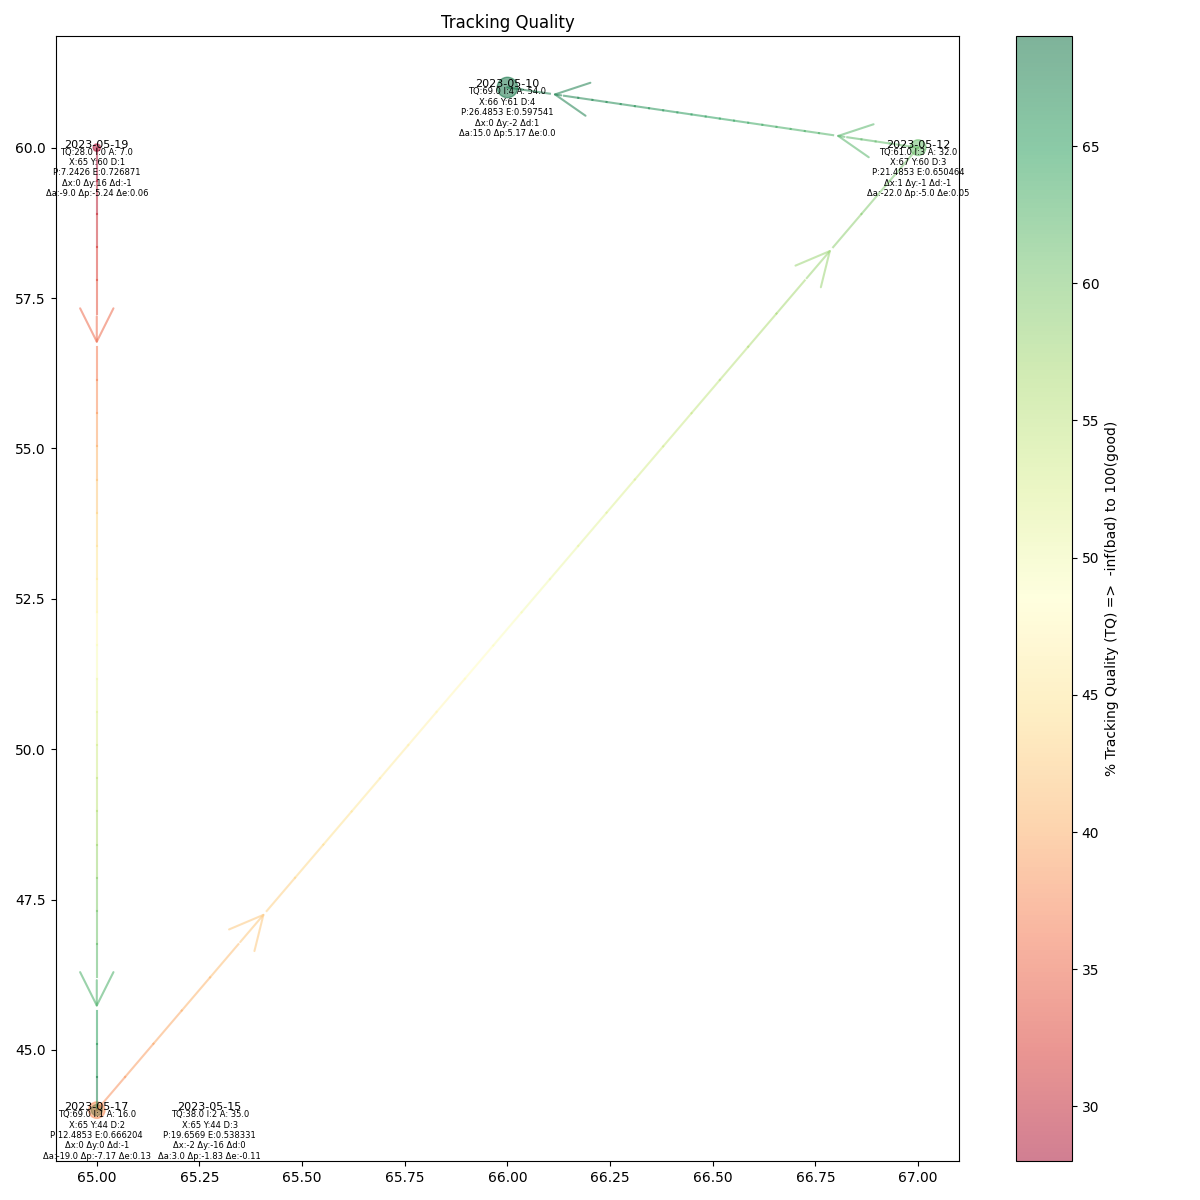 Tracking Quality
2023-05-10
TQ:69.0 I:4 A: 54.0
X:66 Y:61 D:4
P:26.4853 E:0.597541
Δx:0 Δy:-2 Δd:1
Δa:15.0 Δp:5.17 Δe:0.0
2023-05-19
TQ:28.0 I:0 A: 7.0
X:65 Y:60 D:1
P:7.2426 E:0.726871
Δx:0 Δy:16 Δd:-1
Δa:-9.0 Δp:-5.24 Δe:0.06
2023-05-12
TQ:61.0 I:3 A: 32.0
X:67 Y:60 D:3
P:21.4853 E:0.650464
Δx:1 Δy:-1 Δd:-1
Δa:-22.0 Δp:-5.0 Δe:0.05
2023-05-17
TQ:69.0 I:1 A: 16.0
X:65 Y:44 D:2
P:12.4853 E:0.666204
Δx:0 Δy:0 Δd:-1
Δa:-19.0 Δp:-7.17 Δe:0.13
2023-05-15
TQ:38.0 I:2 A: 35.0
X:65 Y:44 D:3
P:19.6569 E:0.538331
Δx:-2 Δy:-16 Δd:0
Δa:3.0 Δp:-1.83 Δe:-0.11
60.0
57.5
55.0
52.5
50.0
47.5
45.0
65.00 65.25 65.50 65.75 66.00 66.25 66.50 66.75 67.00
65
60
55
50
45
40
35
30
% Tracking Quality (TQ) => -inf(bad) to 100(good)